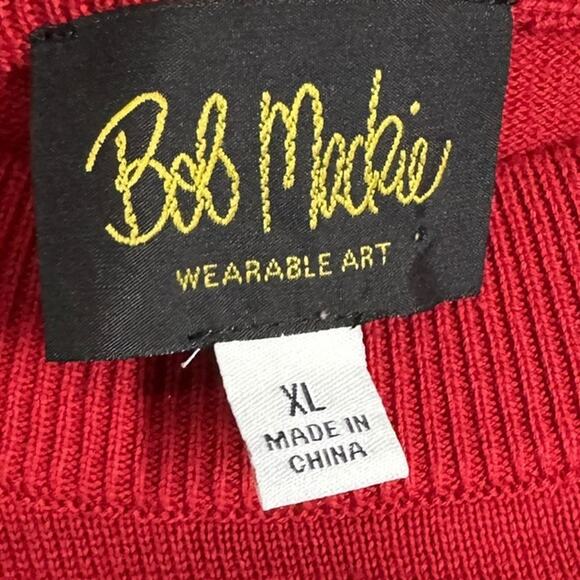 Bob Mackie
WEARABLE ART
XL
MADE IN
CHINA